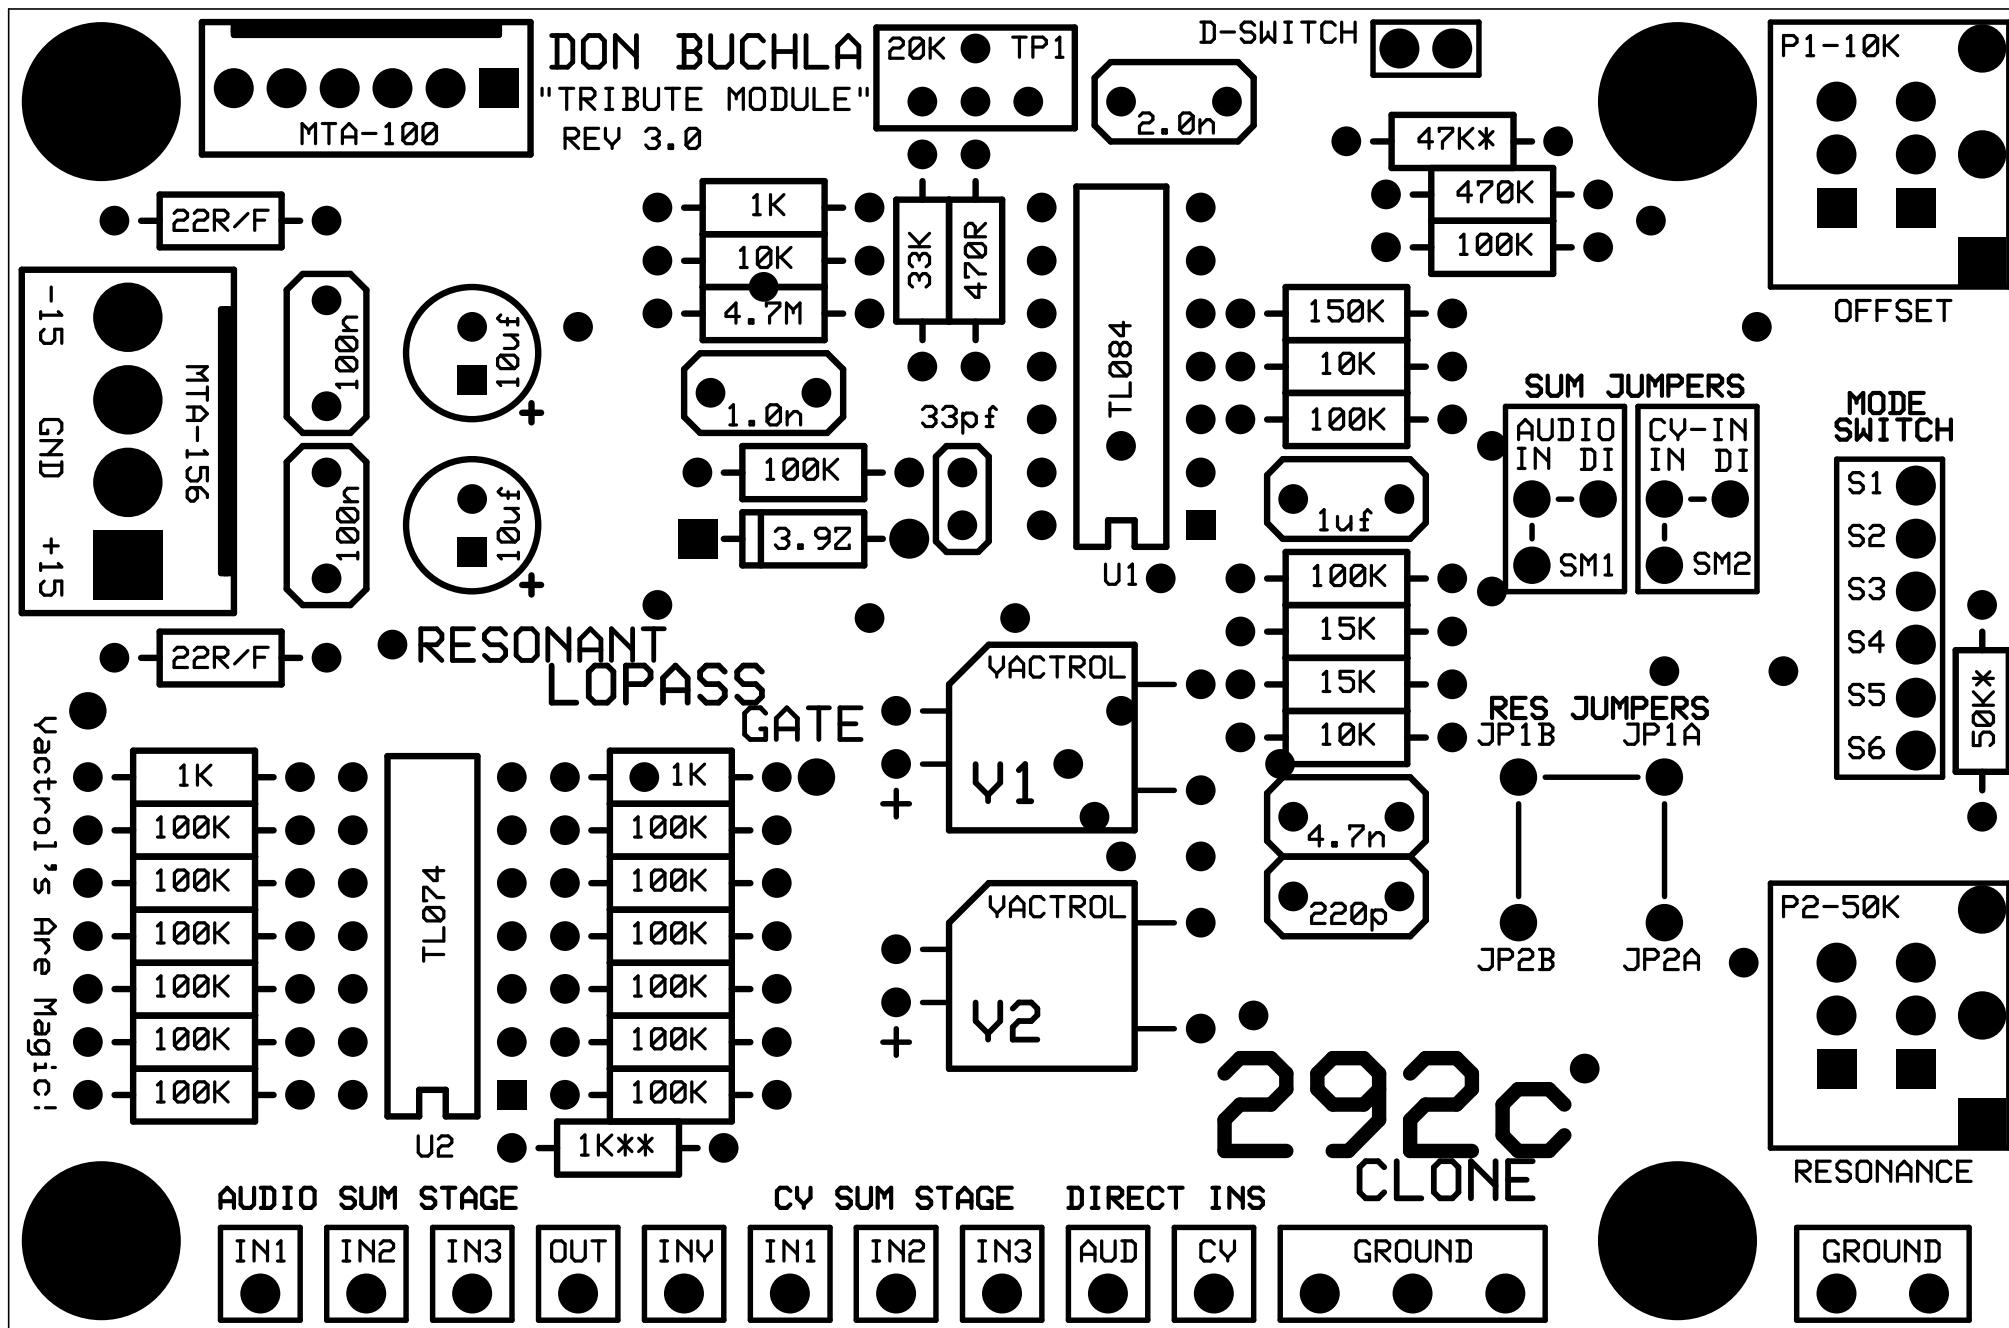 DON BUCHLA
"TRIBUTE MODULE"
REV 3.0
MTA-100
20K TP1
2.0n
D-SWITCH
P1-10K
OFFSET
47K*
470K
100K
22R/F
1K
10K
4.7M
33K
470R
TL084
U1
150K
10K
100K
1uf
100K
15K
15K
10K
4.7n
220p
-15
GND
+15
MTA-156
100n
100n
10uf
+
10uf
+
1.0n
33pf
100K
3.9Z
SUM JUMPERS
AUDIO
IN DI
SM1
CV-IN
IN DI
SM2
MODE
SWITCH
S1
S2
S3
S4
S5
S6
50K*
22R/F
RESONANT
LOPASS
GATE
VACTROL
V1
+
VACTROL
V2
+
RES JUMPERS
JP1B JP1A
JP2B JP2A
P2-50K
RESONANCE
Vactrol's Are Magic!
1K
100K
100K
100K
100K
100K
100K
TL074
U2
1K
100K
100K
100K
100K
100K
100K
1K**
292c
CLONE
AUDIO SUM STAGE
CV SUM STAGE
DIRECT INS
IN1 IN2 IN3 OUT INV IN1 IN2 IN3 AUD CV GROUND GROUND